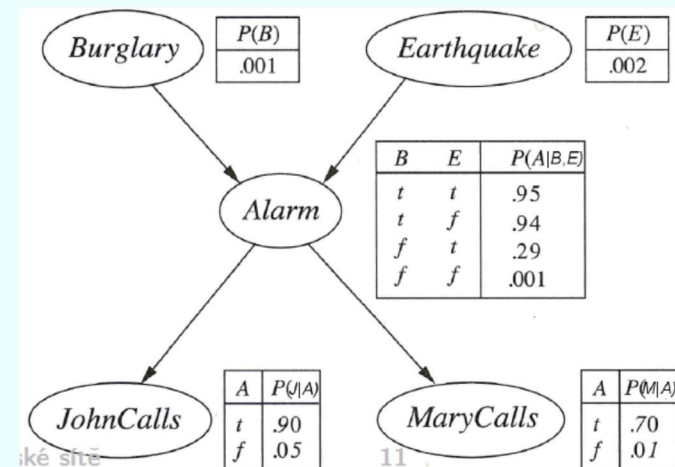 Burglary
P(B)
.001
Earthquake
P(E)
.002
Alarm
B E P(A|B,E)
t t .95
t f .94
f t .29
f f .001
JohnCalls
A P(J|A)
t .90
f .05
MaryCalls
A P(M|A)
t .70
f .01
ské sítě
11